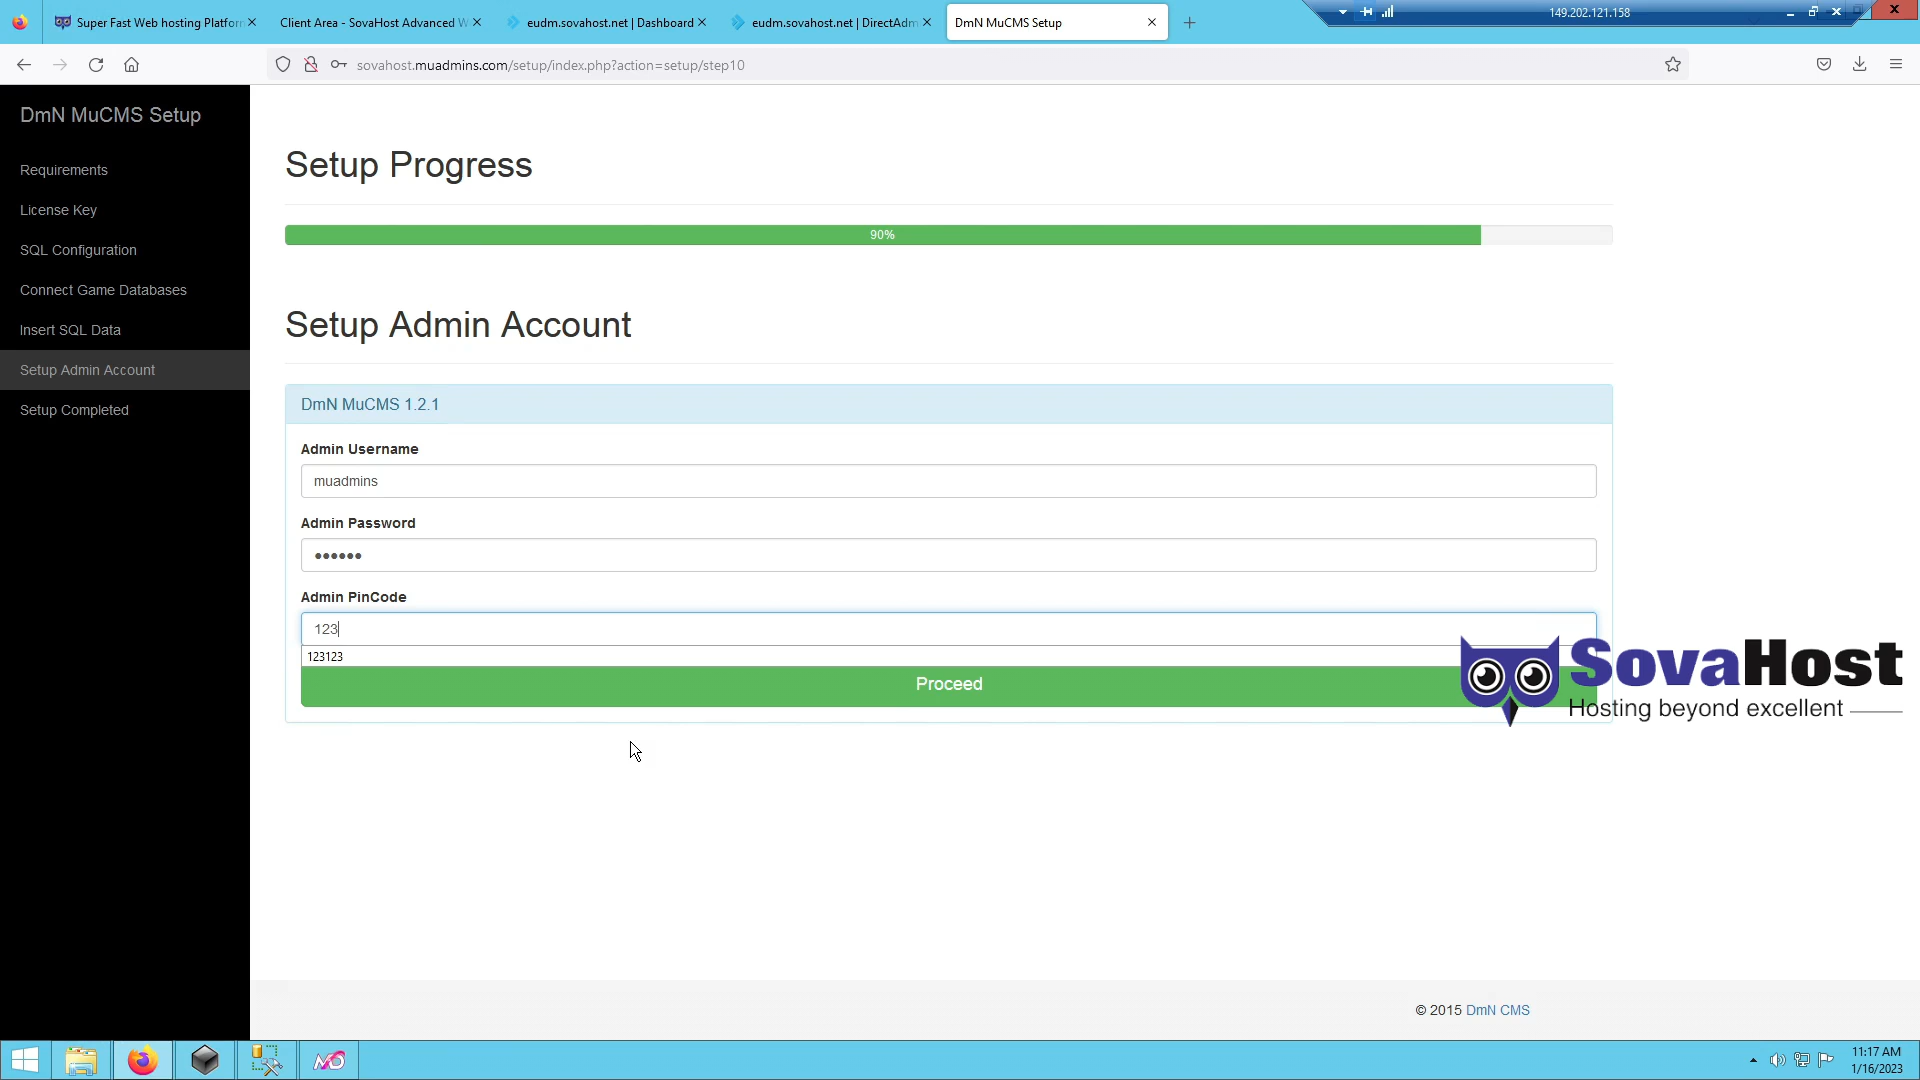 Super Fast Web hosting Platfor
Client Area - SovaHost Advanced W
eudm.sovahost.net | Dashboard
eudm.sovahost.net | DirectAdm
DmN MuCMS Setup
149.202.121.158
sovahost.muadmins.com/setup/index.php?action=setup/step10
DmN MuCMS Setup
Requirements
License Key
SQL Configuration
Connect Game Databases
Insert SQL Data
Setup Admin Account
Setup Completed
Setup Progress
90%
Setup Admin Account
DmN MuCMS 1.2.1
Admin Username
muadmins
Admin Password
••••••
Admin PinCode
123
123123
Proceed
SovaHost
Hosting beyond excellent
© 2015 DmN CMS
11:17 AM
1/16/2023